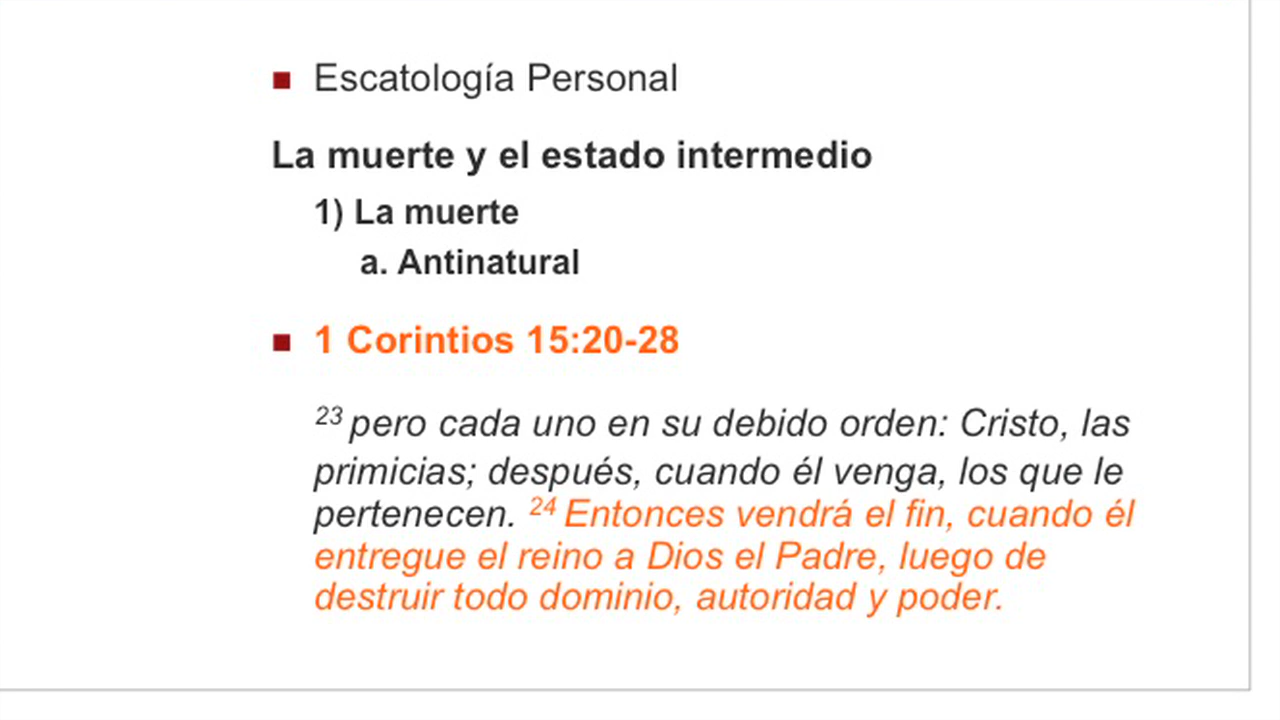 Escatología Personal
La muerte y el estado intermedio
1) La muerte
a. Antinatural
1 Corintios 15:20-28
23 pero cada uno en su debido orden: Cristo, las
primicias; después, cuando él venga, los que le
pertenecen. 24 Entonces vendrá el fin, cuando él
entregue el reino a Dios el Padre, luego de
destruir todo dominio, autoridad y poder.